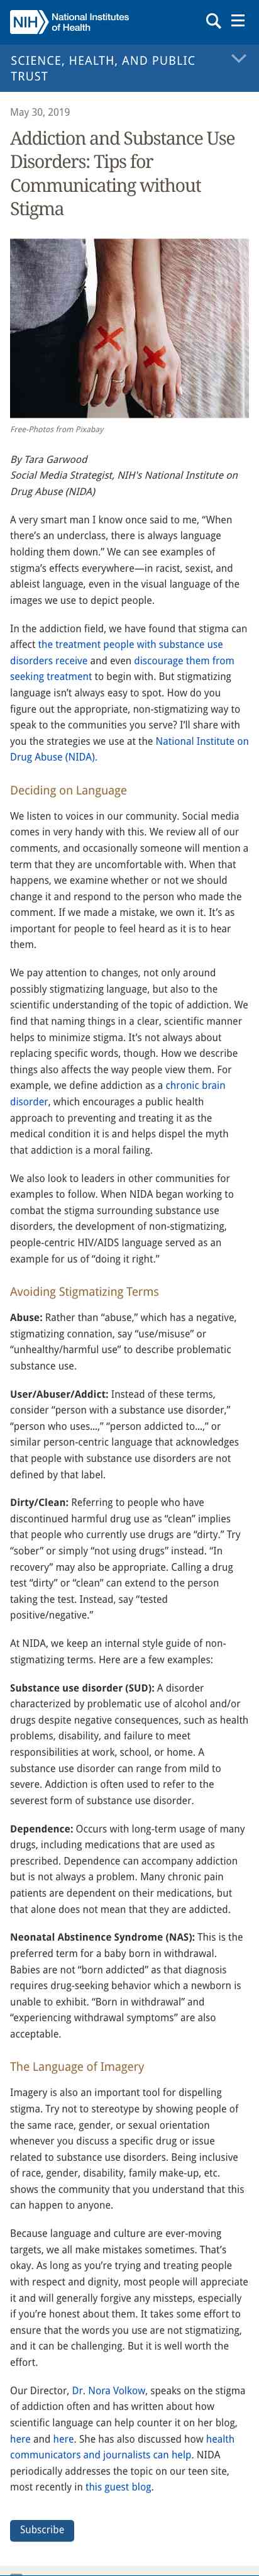 NIH National Institutes
of Health
SCIENCE, HEALTH, AND PUBLIC
TRUST
May 30, 2019
Addiction and Substance Use
Disorders: Tips for
Communicating without
Stigma
Free-Photos from Pixabay
By Tara Garwood
Social Media Strategist, NIH's National Institute on
Drug Abuse (NIDA)
A very smart man I know once said to me, “When
there’s an underclass, there is always language
holding them down.” We can see examples of
stigma’s effects everywhere—in racist, sexist, and
ableist language, even in the visual language of the
images we use to depict people.
In the addiction field, we have found that stigma can
affect the treatment people with substance use
disorders receive and even discourage them from
seeking treatment to begin with. But stigmatizing
language isn’t always easy to spot. How do you
figure out the appropriate, non-stigmatizing way to
speak to the communities you serve? I’ll share with
you the strategies we use at the National Institute on
Drug Abuse (NIDA).
Deciding on Language
We listen to voices in our community. Social media
comes in very handy with this. We review all of our
comments, and occasionally someone will mention a
term that they are uncomfortable with. When that
happens, we examine whether or not we should
change it and respond to the person who made the
comment. If we made a mistake, we own it. It’s as
important for people to feel heard as it is to hear
them.
We pay attention to changes, not only around
possibly stigmatizing language, but also to the
scientific understanding of the topic of addiction. We
find that naming things in a clear, scientific manner
helps to minimize stigma. It’s not always about
replacing specific words, though. How we describe
things also affects the way people view them. For
example, we define addiction as a chronic brain
disorder, which encourages a public health
approach to preventing and treating it as the
medical condition it is and helps dispel the myth
that addiction is a moral failing.
We also look to leaders in other communities for
examples to follow. When NIDA began working to
combat the stigma surrounding substance use
disorders, the development of non-stigmatizing,
people-centric HIV/AIDS language served as an
example for us of “doing it right.”
Avoiding Stigmatizing Terms
Abuse: Rather than “abuse,” which has a negative,
stigmatizing connation, say “use/misuse” or
“unhealthy/harmful use” to describe problematic
substance use.
User/Abuser/Addict: Instead of these terms,
consider “person with a substance use disorder,”
“person who uses...,” “person addicted to...,” or
similar person-centric language that acknowledges
that people with substance use disorders are not
defined by that label.
Dirty/Clean: Referring to people who have
discontinued harmful drug use as “clean” implies
that people who currently use drugs are “dirty.” Try
“sober” or simply “not using drugs” instead. “In
recovery” may also be appropriate. Calling a drug
test “dirty” or “clean” can extend to the person
taking the test. Instead, say “tested
positive/negative.”
At NIDA, we keep an internal style guide of non-
stigmatizing terms. Here are a few examples:
Substance use disorder (SUD): A disorder
characterized by problematic use of alcohol and/or
drugs despite negative consequences, such as health
problems, disability, and failure to meet
responsibilities at work, school, or home. A
substance use disorder can range from mild to
severe. Addiction is often used to refer to the
severest form of substance use disorder.
Dependence: Occurs with long-term usage of many
drugs, including medications that are used as
prescribed. Dependence can accompany addiction
but is not always a problem. Many chronic pain
patients are dependent on their medications, but
that alone does not mean that they are addicted.
Neonatal Abstinence Syndrome (NAS): This is the
preferred term for a baby born in withdrawal.
Babies are not “born addicted” as that diagnosis
requires drug-seeking behavior which a newborn is
unable to exhibit. “Born in withdrawal” and
“experiencing withdrawal symptoms” are also
acceptable.
The Language of Imagery
Imagery is also an important tool for dispelling
stigma. Try not to stereotype by showing people of
the same race, gender, or sexual orientation
whenever you discuss a specific drug or issue
related to substance use disorders. Being inclusive
of race, gender, disability, family make-up, etc.
shows the community that you understand that this
can happen to anyone.
Because language and culture are ever-moving
targets, we all make mistakes sometimes. That’s
okay. As long as you’re trying and treating people
with respect and dignity, most people will appreciate
it and will generally forgive any missteps, especially
if you’re honest about them. It takes some effort to
ensure that the words you use are not stigmatizing,
and it can be challenging. But it is well worth the
effort.
Our Director, Dr. Nora Volkow, speaks on the stigma
of addiction often and has written about how
scientific language can help counter it on her blog,
here and here. She has also discussed how health
communicators and journalists can help. NIDA
periodically addresses the topic on our teen site,
most recently in this guest blog.
Subscribe